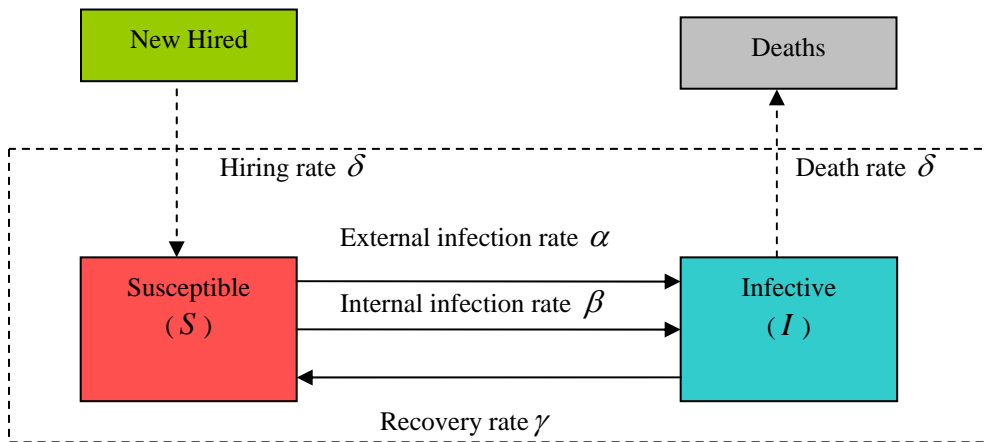 New Hired
Deaths
Hiring rate δ
Death rate δ
External infection rate α
Susceptible
( S )
Internal infection rate β
Infective
( I )
Recovery rate γ